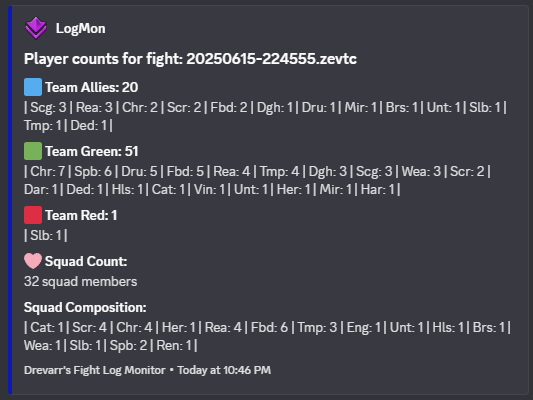 LogMon
Player counts for fight: 20250615-224555.zevtc
Team Allies: 20
| Scg: 3 | Rea: 3 | Chr: 2 | Scr: 2 | Fbd: 2 | Dgh: 1 | Dru: 1 | Mir: 1 | Brs: 1 | Unt: 1 | Slb: 1 |
Tmp: 1 | Ded: 1 |
Team Green: 51
| Chr: 7 | Spb: 6 | Dru: 5 | Fbd: 5 | Rea: 4 | Tmp: 4 | Dgh: 3 | Scg: 3 | Wea: 3 | Scr: 2 |
Dar: 1 | Ded: 1 | Hls: 1 | Cat: 1 | Vin: 1 | Unt: 1 | Her: 1 | Mir: 1 | Har: 1 |
Team Red: 1
| Slb: 1 |
Squad Count:
32 squad members
Squad Composition:
| Cat: 1 | Scr: 4 | Chr: 4 | Her: 1 | Rea: 4 | Fbd: 6 | Tmp: 3 | Eng: 1 | Unt: 1 | Hls: 1 | Brs: 1 |
Wea: 1 | Slb: 1 | Spb: 2 | Ren: 1 |
Drevarr's Fight Log Monitor • Today at 10:46 PM